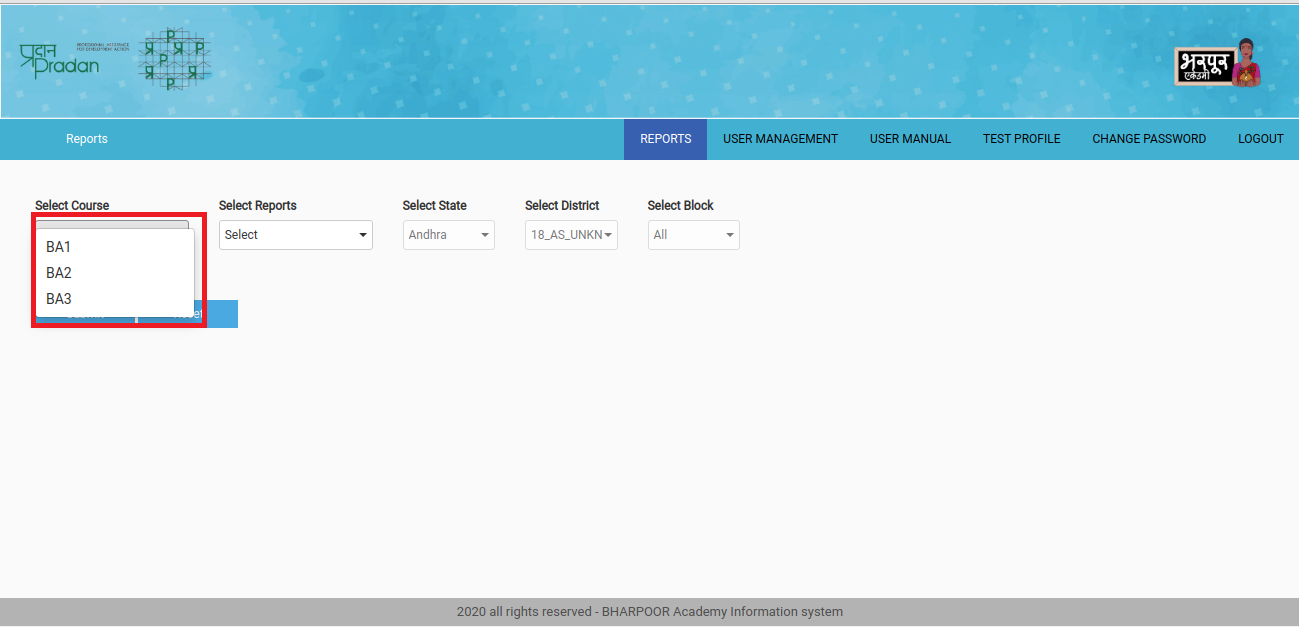 प्रदान
Pradan
PROFESSIONAL ASSISTANCE
FOR DEVELOPMENT ACTION
P
प्र प्र P
P
प्र प्र
P
भरपूर
एकेडमी
Reports
REPORTS
USER MANAGEMENT
USER MANUAL
TEST PROFILE
CHANGE PASSWORD
LOGOUT
Select Course
Select Reports
Select State
Select District
Select Block
Select
Andhra
18_AS_UNKN
All
BA1
BA2
BA3
2020 all rights reserved - BHARPOOR Academy Information system